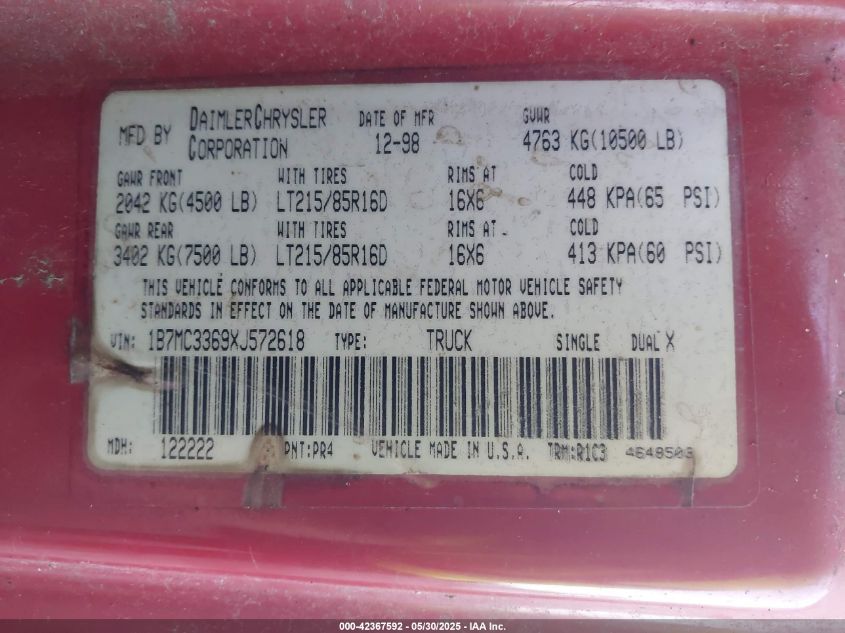 MFD BY DAIMLERCHRYSLER CORPORATION DATE OF MFR 12-98 GVWR 4763 KG(10500 LB)
GAWR FRONT WITH TIRES RIMS AT COLD
2042 KG(4500 LB) LT215/85R16D 16X6 448 KPA(65 PSI)
GAWR REAR WITH TIRES RIMS AT COLD
3402 KG(7500 LB) LT215/85R16D 16X6 413 KPA(60 PSI)
THIS VEHICLE CONFORMS TO ALL APPLICABLE FEDERAL MOTOR VEHICLE SAFETY
STANDARDS IN EFFECT ON THE DATE OF MANUFACTURE SHOWN ABOVE.
VIN: 1B7MC3369XJ572618 TYPE: TRUCK SINGLE DUAL X
MDH: 122222 PNT:PR4 VEHICLE MADE IN U.S.A. TRM:R1C3 4648503
000-42367592 - 05/30/2025 - IAA Inc.